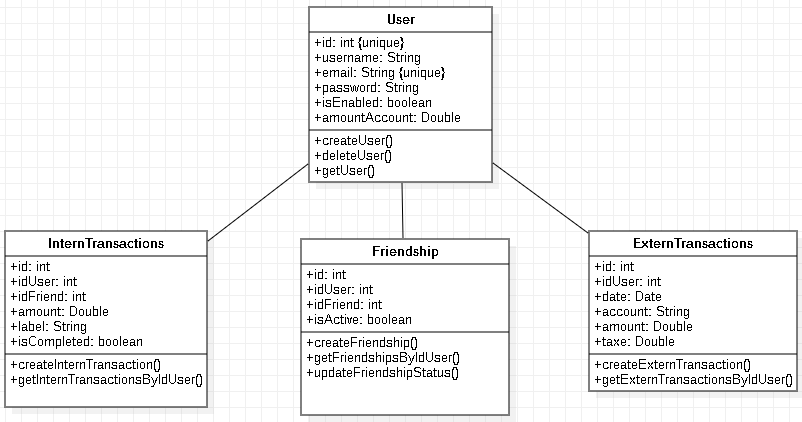 User
+id: int {unique}
+username: String
+email: String {unique}
+password: String
+isEnabled: boolean
+amountAccount: Double
+createUser()
+deleteUser()
+getUser()
InternTransactions
+id: int
+idUser: int
+idFriend: int
+amount: Double
+label: String
+isCompleted: boolean
+createInternTransaction()
+getInternTransactionsByIdUser()
Friendship
+id: int
+idUser: int
+idFriend: int
+isActive: boolean
+createFriendship()
+getFriendshipsByIdUser()
+updateFriendshipStatus()
ExternTransactions
+id: int
+idUser: int
+date: Date
+account: String
+amount: Double
+taxe: Double
+createExternTransaction()
+getExternTransactionsByIdUser()